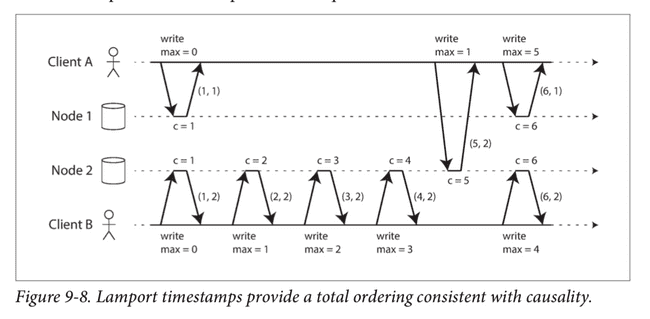 write
max = 0
write
max = 1
write
max = 5
Client A
(1, 1)
(6, 1)
Node 1
c = 1
c = 6
(5, 2)
c = 1
c = 2
c = 3
c = 4
c = 6
Node 2
c = 5
(1, 2)
(2, 2)
(3, 2)
(4, 2)
(6, 2)
Client B
write
max = 0
write
max = 1
write
max = 2
write
max = 3
write
max = 4
Figure 9-8. Lamport timestamps provide a total ordering consistent with causality.